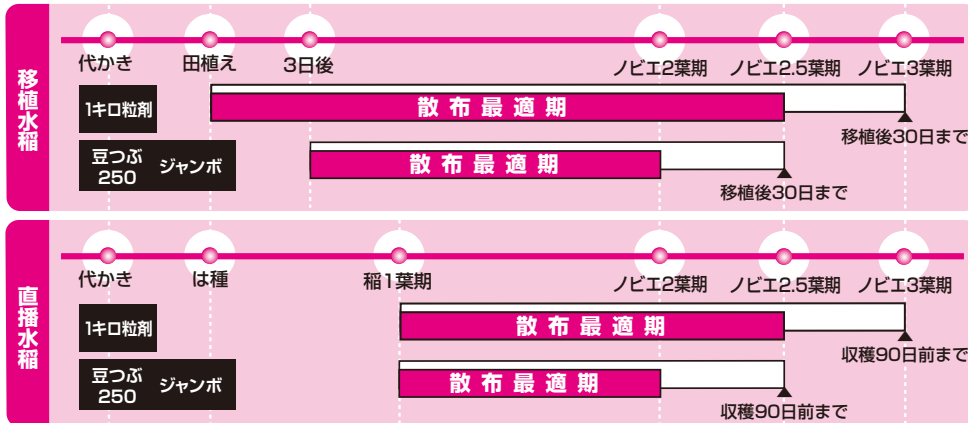 移植水稲
代かき
田植え
3日後
ノビエ2葉期
ノビエ2.5葉期
ノビエ3葉期
1キロ粒剤
散布最適期
移植後30日まで
豆つぶ
250
ジャンボ
散布最適期
移植後30日まで
直播水稲
代かき
は種
稲1葉期
ノビエ2葉期
ノビエ2.5葉期
ノビエ3葉期
1キロ粒剤
散布最適期
収穫90日前まで
豆つぶ
250
ジャンボ
散布最適期
収穫90日前まで